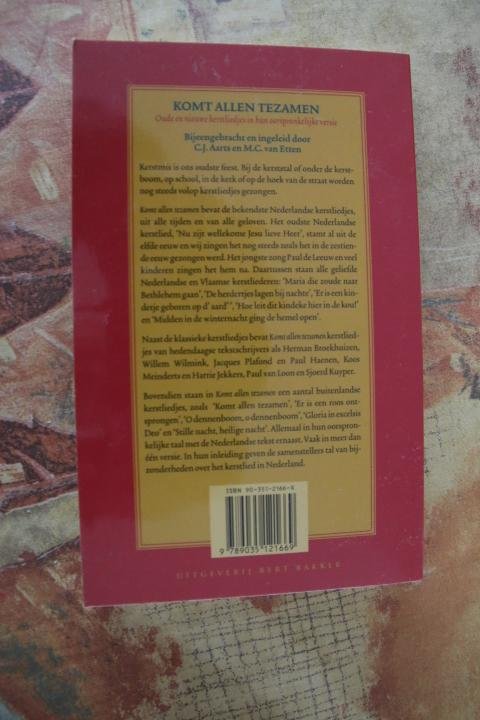 KOMT ALLEN TEZAMEN
Oude en nieuwe kerstliedjes in hun oorspronkelijke versie
Bijeengebracht en ingeleid door
C.J. Aarts en M.C. van Etten
Kerstmis is ons oudste feest. Bij de kerststal of onder de kerst-
boom, op school, in de kerk of op de hoek van de straat worden
nog steeds volop kerstliedjes gezongen.
Komt allen tezamen bevat de bekendste Nederlandse kerstliedjes,
uit alle tijden en van alle geloven. Het oudste Nederlandse
kerstlied, 'Nu zijt wellekome Jesu lieve Heer', stamt al uit de
elfde eeuw en wij zingen het nog steeds zoals het in de zestien-
de eeuw gezongen werd. Het jongste zong Paul de Leeuw en veel
kinderen zingen het hem na. Daartussen staan alle geliefde
Nederlandse en Vlaamse kerstliederen: 'Maria die zoude naar
Bethlehem gaan', 'De herdertjes lagen bij nachte', 'Er is een kin-
detje geboren op d' aard'', 'Hoe leit dit kindeke hier in de kou!'
en 'Midden in de winternacht ging de hemel open'.
Naast de klassieke kerstliedjes bevat Komt allen tezamen kerstlied-
jes van hedendaagse tekstschrijvers als Herman Broekhuizen,
Willem Wilmink, Jacques Plafond en Paul Haenen, Koos
Meinderts en Harrie Jekkers, Paul van Loon en Sjoerd Kuyper.
Bovendien staan in Komt allen tezamen een aantal buitenlandse
kerstliedjes, zoals 'Komt allen tezamen', 'Er is een roos ont-
sprongen', 'O dennenboom, o dennenboom', 'Gloria in excelsis
Deo' en 'Stille nacht, heilige nacht'. Allemaal in hun oorspron-
kelijke taal met de Nederlandse tekst ernaast. Vaak in meer dan
één versie. In hun inleiding geven de samenstellers tal van bij-
zonderheden over het kerstlied in Nederland.
ISBN 90-351-2166-X
9 789035 121669
UITGEVERIJ BERT BAKKER